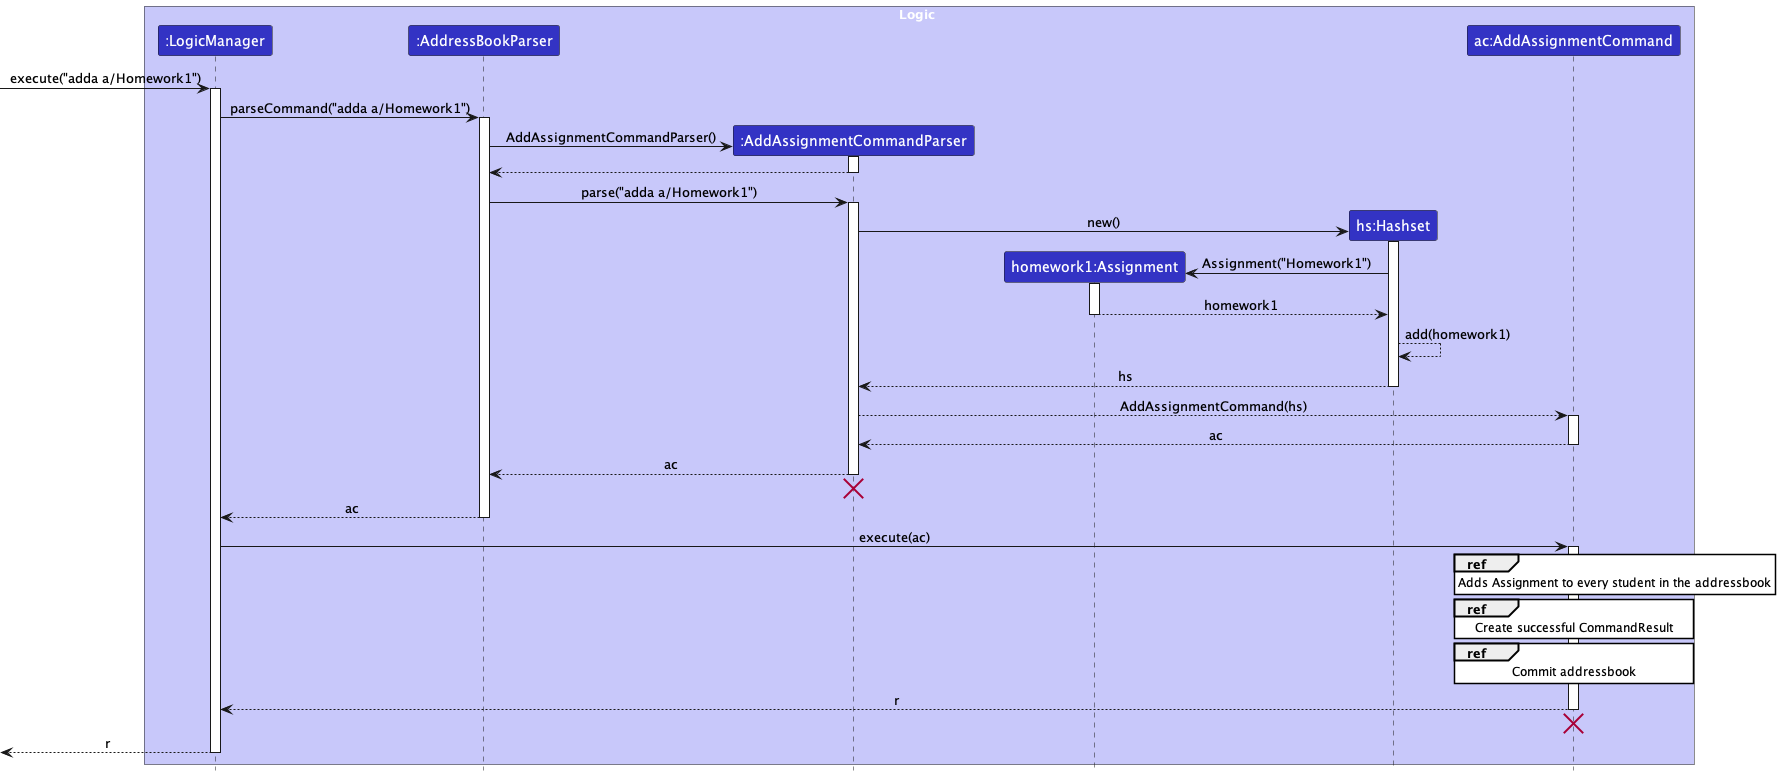 Logic
:LogicManager
:AddressBookParser
ac:AddAssignmentCommand
execute("adda a/Homework1")
parseCommand("adda a/Homework1")
AddAssignmentCommandParser()
:AddAssignmentCommandParser
parse("adda a/Homework1")
new()
hs:Hashset
homework1:Assignment
Assignment("Homework1")
homework1
add(homework1)
hs
AddAssignmentCommand(hs)
ac
ac
ac
execute(ac)
ref
Adds Assignment to every student in the addressbook
ref
Create successful CommandResult
ref
Commit addressbook
r
r